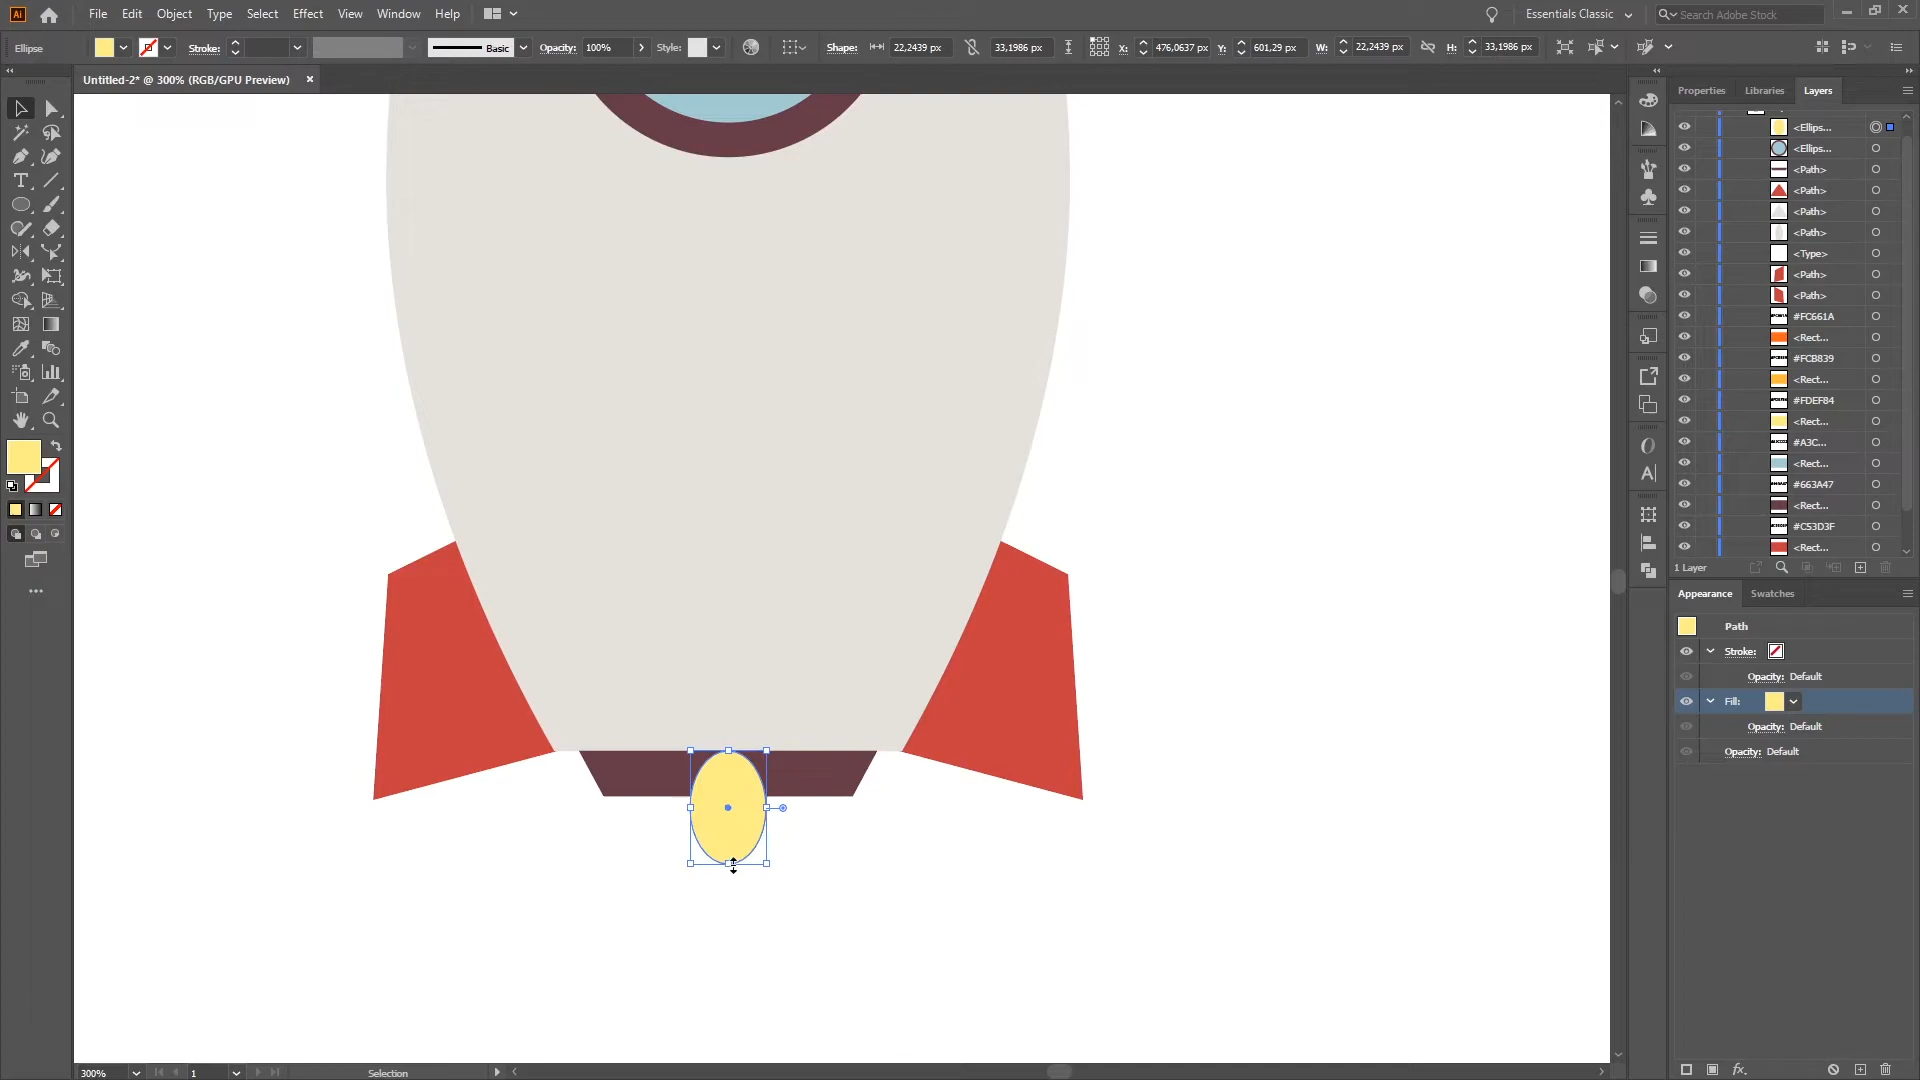 Ai File Edit Object Type Select Effect View Window Help Essentials Classic Search Adobe Stock
Ellipse Stroke: Basic Opacity: 100% Style: Shape: 22,2439 px 33,1986 px X: 476,0637 px Y: 601,29 px W: 22,2439 px H: 33,1986 px
Untitled-2* @ 300% (RGB/GPU Preview)
Properties Libraries Layers
<Ellips...
<Ellips...
<Path>
<Path>
<Path>
<Path>
<Type>
<Path>
<Path>
#FC661A
<Rect...
#FCB839
<Rect...
#FDEF84
<Rect...
#A3C...
<Rect...
#663A47
<Rect...
#C53D3F
<Rect...
1 Layer
Appearance Swatches
Path
Stroke:
Opacity: Default
Fill:
Opacity: Default
Opacity: Default
fx.
300% 1 Selection